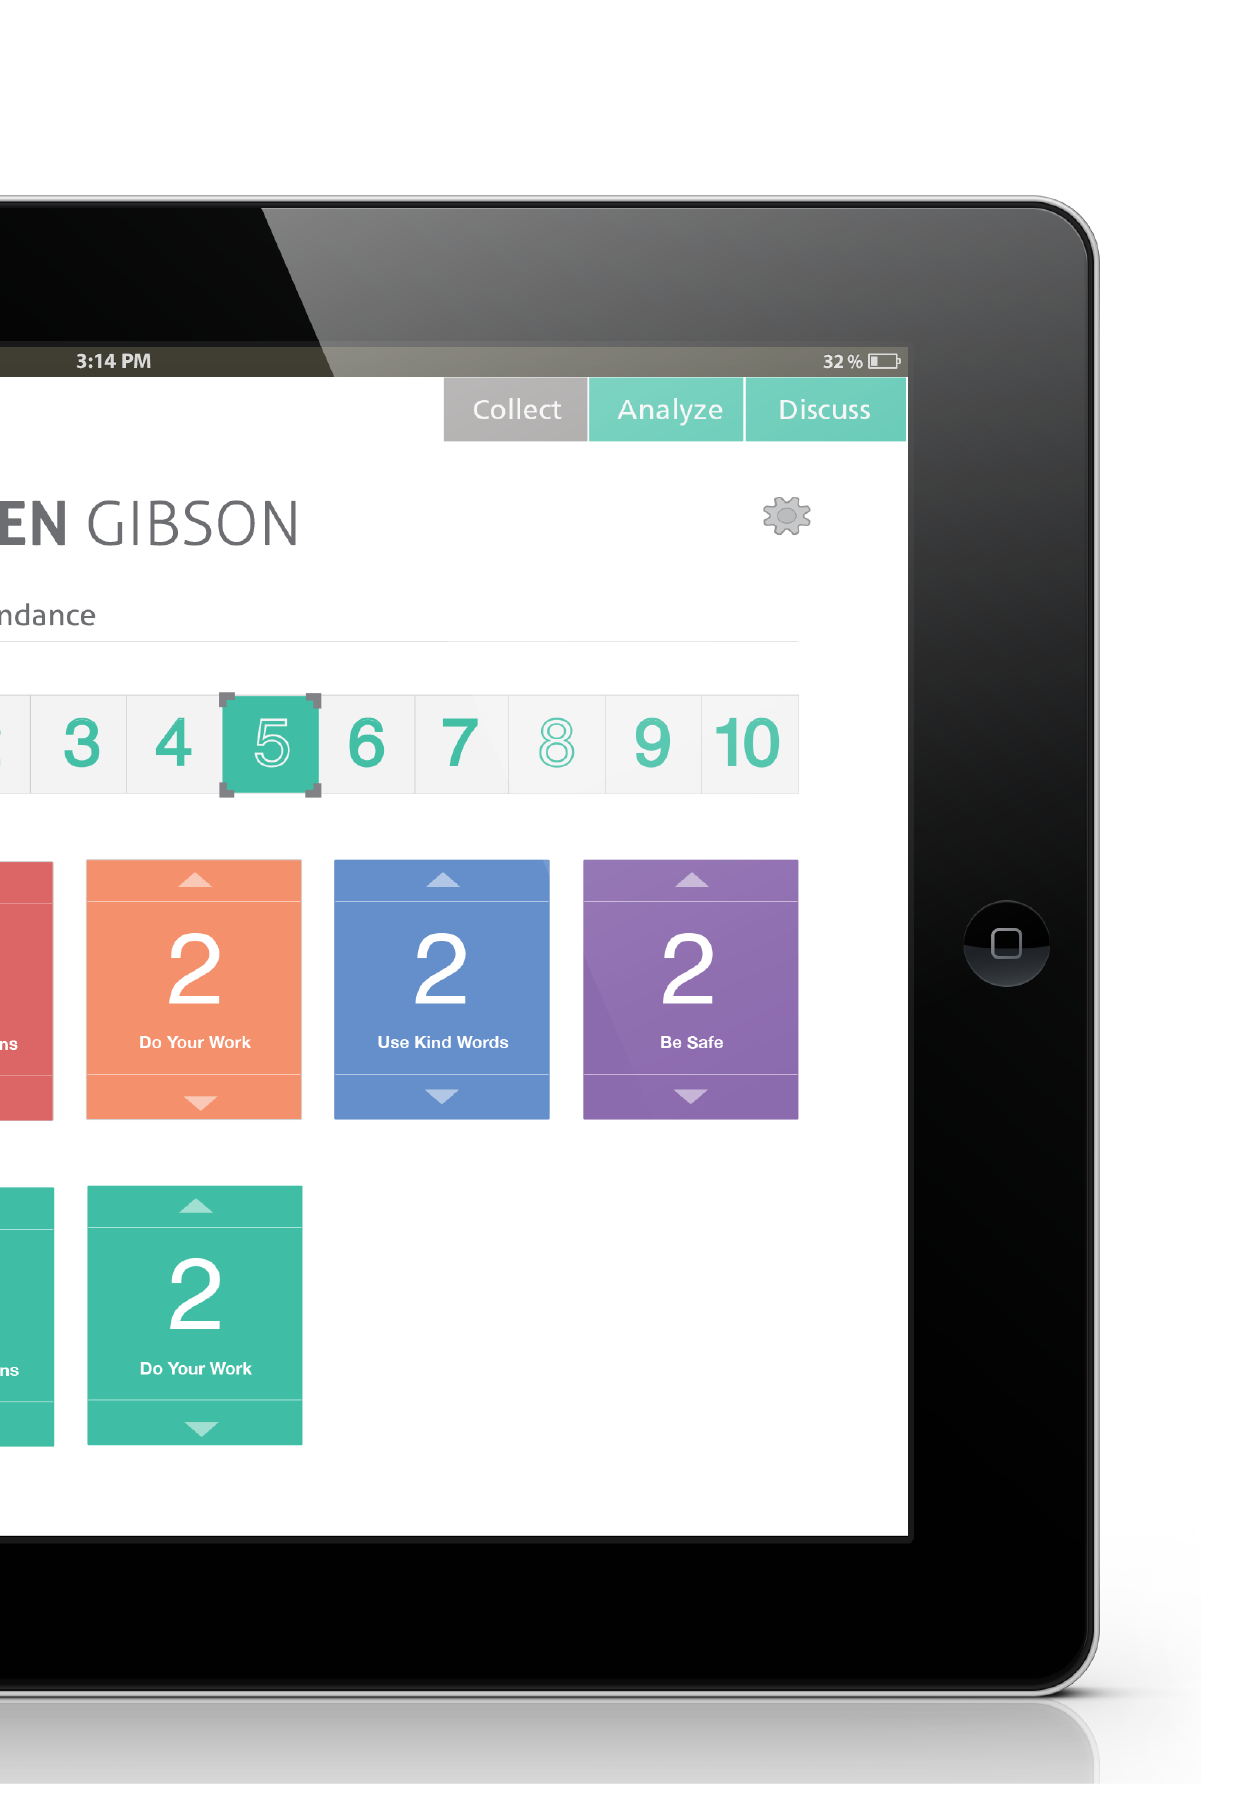 3:14 PM 32 %
Collect Analyze Discuss
EN GIBSON
ndance
3 4 5 6 7 8 9 10
2 2 2
ns Do Your Work Use Kind Words Be Safe
2
ns Do Your Work